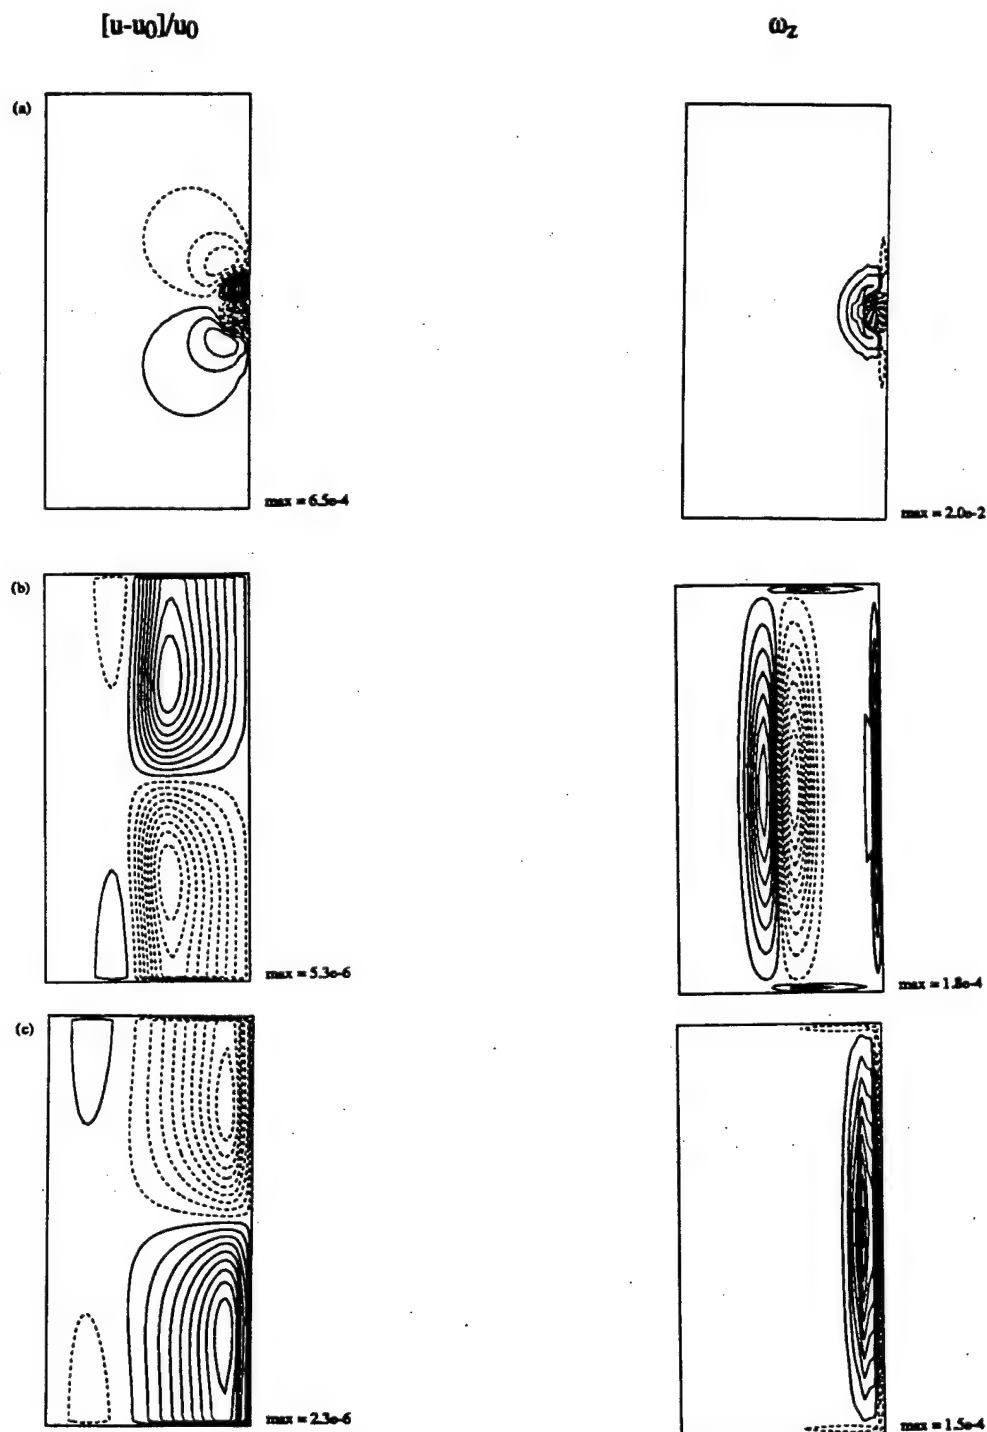 [u-u0]/u0
ωz
(a)
max = 6.5e-4
max = 2.0e-2
(b)
max = 5.3e-6
max = 1.8e-4
(c)
max = 2.3e-6
max = 1.5e-4